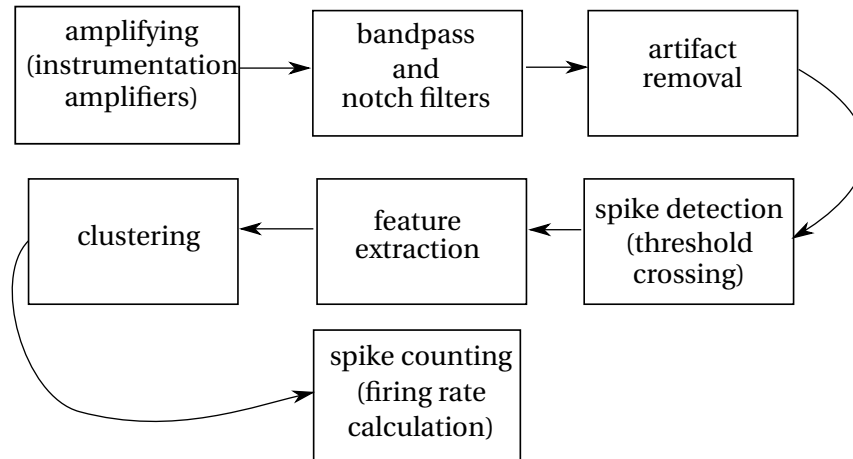 amplifying
(instrumentation
amplifiers)
bandpass
and
notch filters
artifact
removal
spike detection
(threshold
crossing)
feature
extraction
clustering
spike counting
(firing rate
calculation)